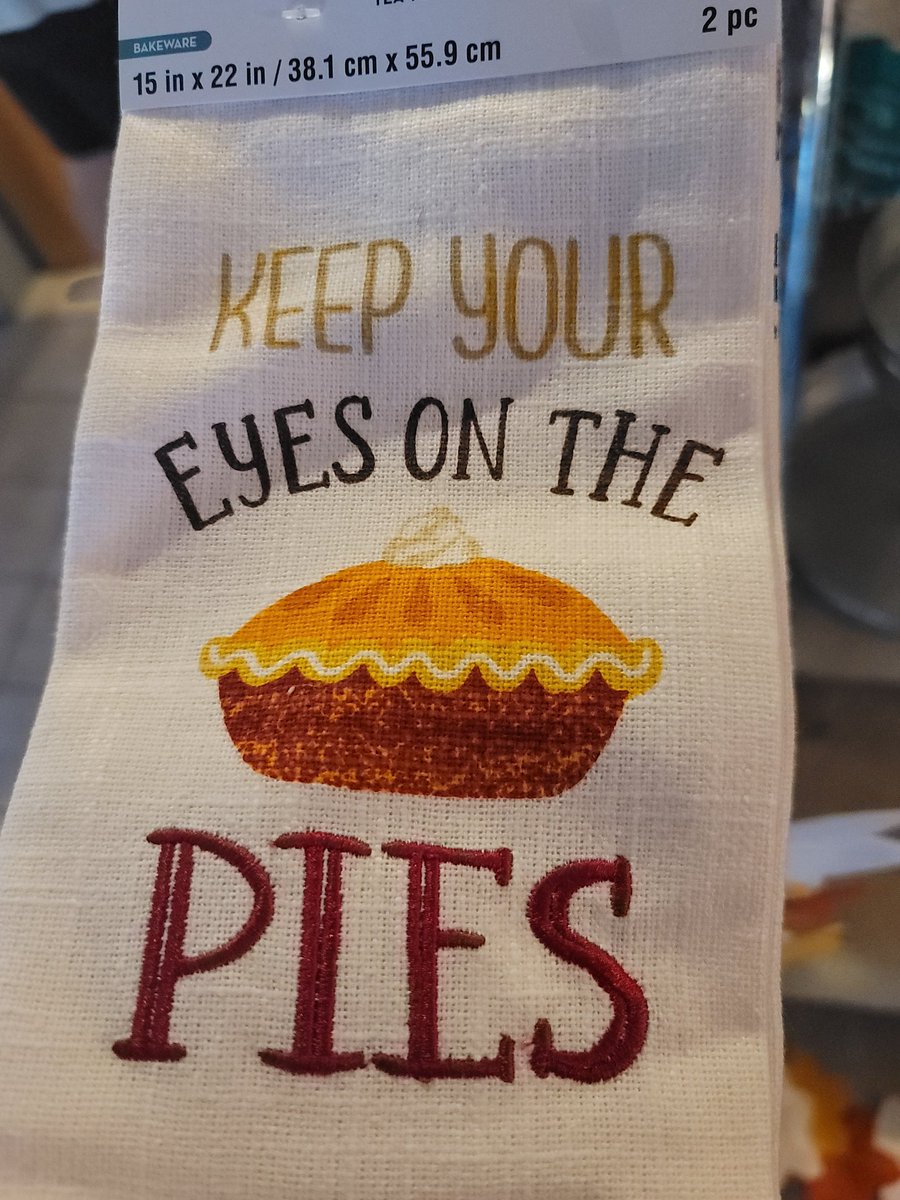 2 pc
BAKEWARE
15 in x 22 in / 38.1 cm x 55.9 cm
KEEP YOUR
EYES ON THE
PIES